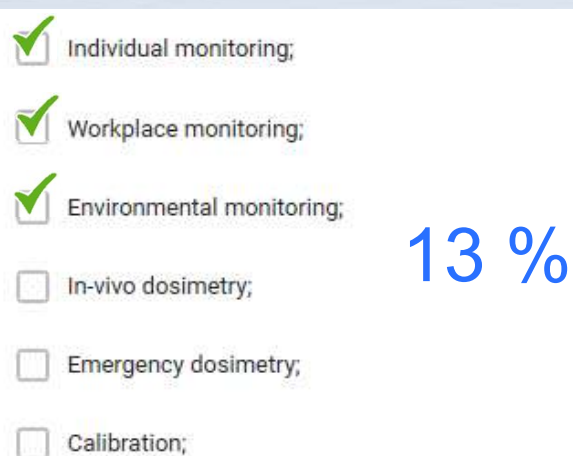 Individual monitoring;
Workplace monitoring;
Environmental monitoring;
13 %
In-vivo dosimetry;
Emergency dosimetry;
Calibration;